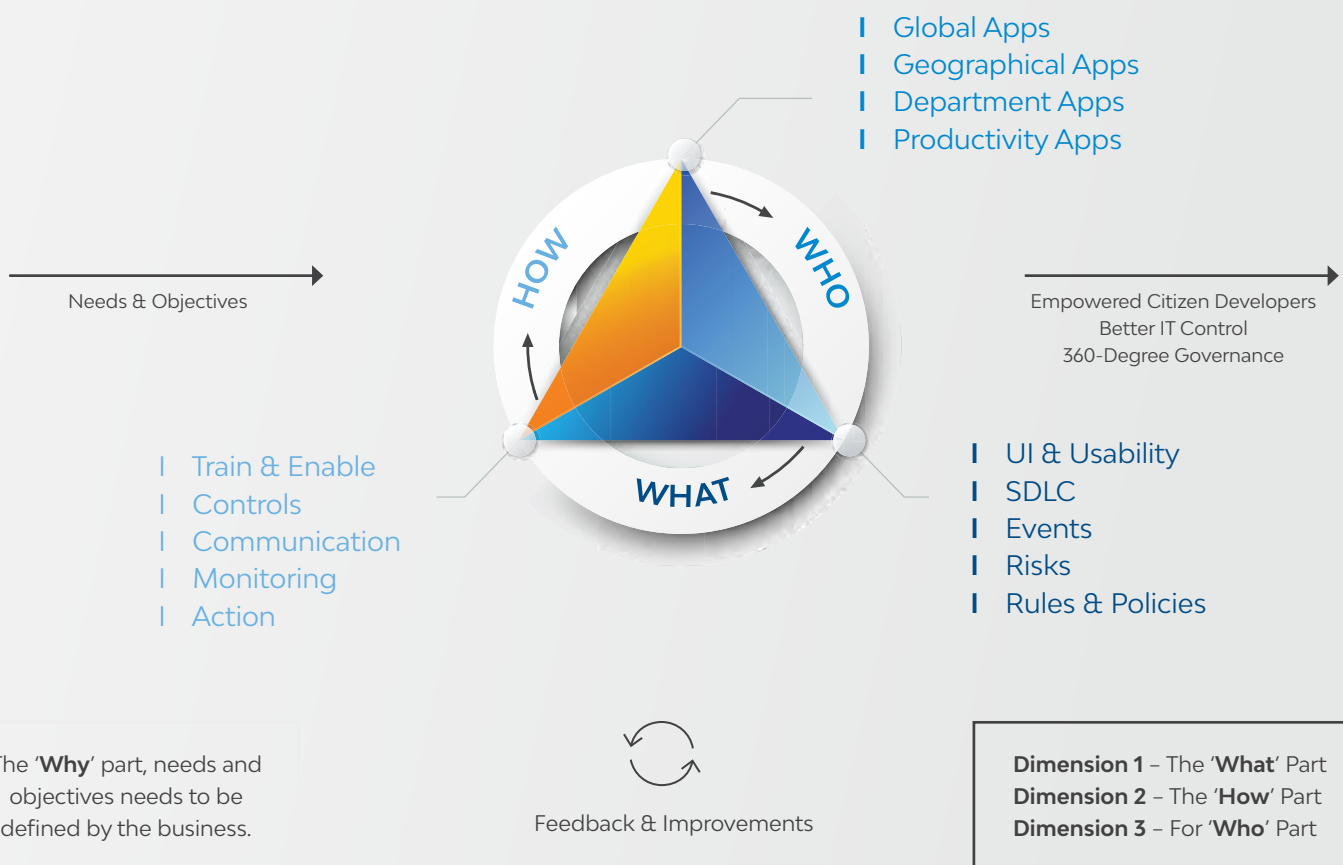 Global Apps
Geographical Apps
Department Apps
Productivity Apps
HOW
WHO
WHAT
Needs & Objectives
Empowered Citizen Developers
Better IT Control
360-Degree Governance
Train & Enable
Controls
Communication
Monitoring
Action
UI & Usability
SDLC
Events
Risks
Rules & Policies
The 'Why' part, needs and
objectives needs to be
defined by the business.
Feedback & Improvements
Dimension 1 – The 'What' Part
Dimension 2 – The 'How' Part
Dimension 3 – For 'Who' Part